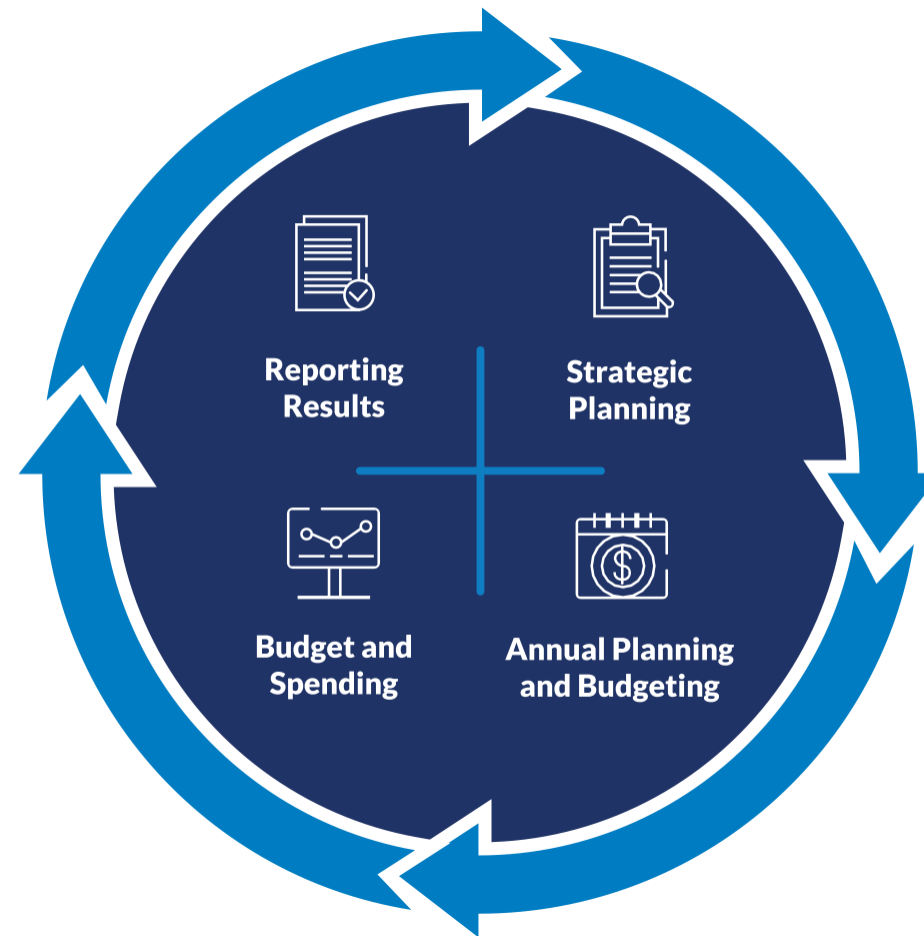 Reporting
Results
Strategic
Planning
Budget and
Spending
$
Annual Planning
and Budgeting